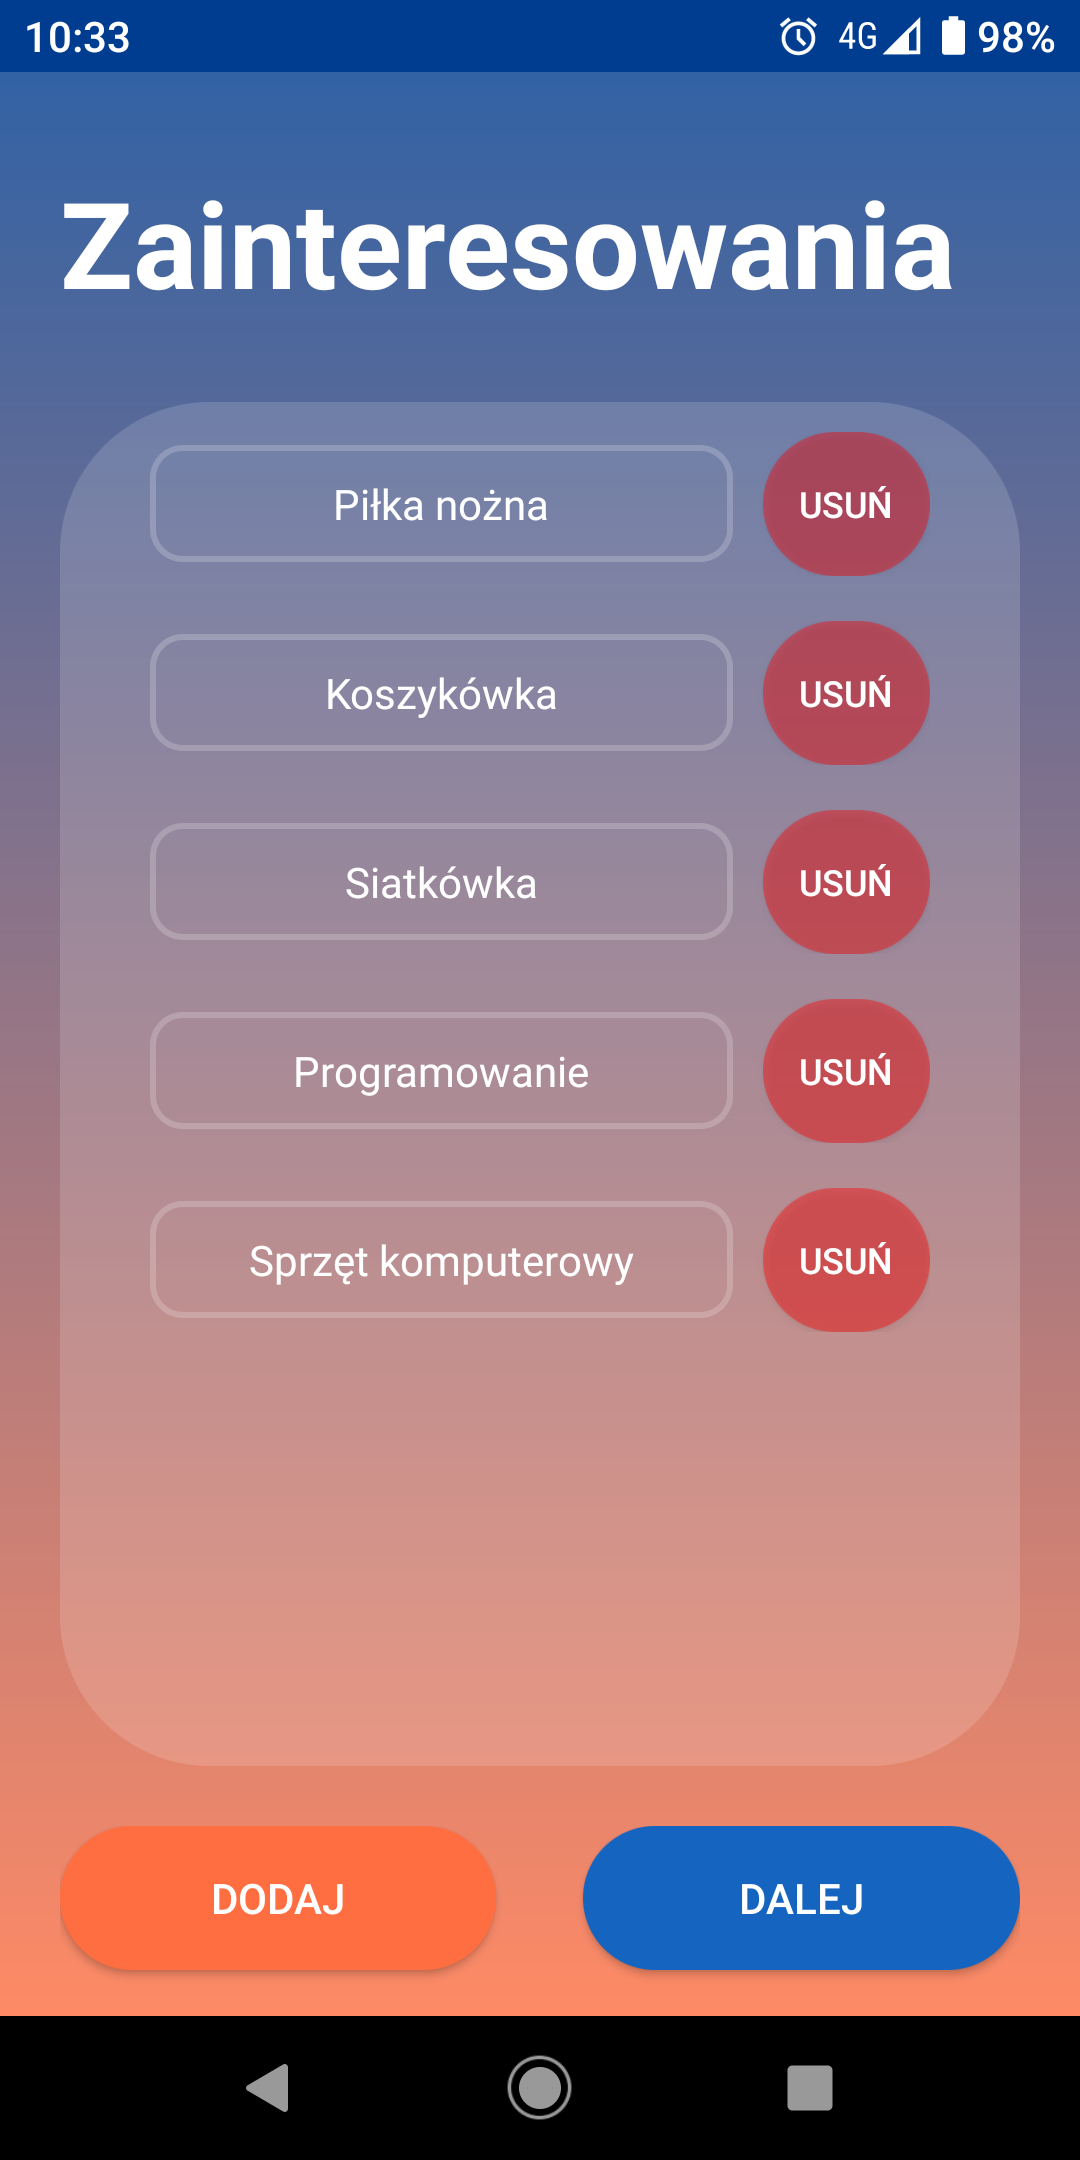 10:33 4G 98%
Zainteresowania
Piłka nożna USUŃ
Koszykówka USUŃ
Siatkówka USUŃ
Programowanie USUŃ
Sprzęt komputerowy USUŃ
DODAJ DALEJ